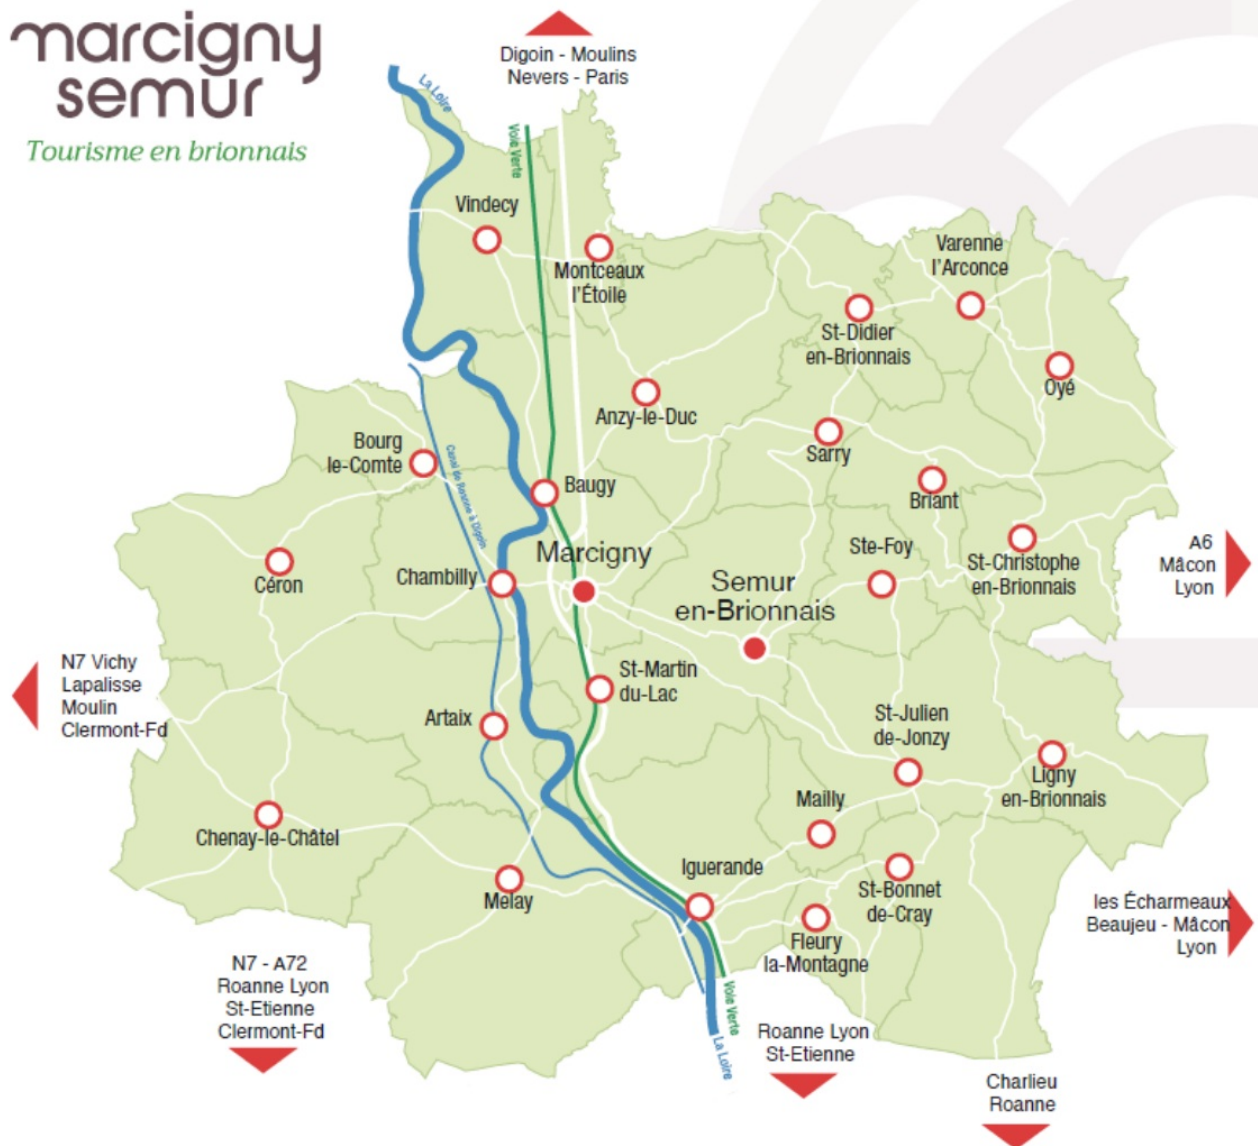 marcigny
semur
Tourisme en brionnais
Digoin - Moulins
Nevers - Paris
La Loire
Voie Verte
Vindecy
Montceaux
l'Étoile
Varenne
l'Arconce
St-Didier
en-Brionnais
Oyé
Anzy-le-Duc
Sarry
Bourg
le-Comte
Canal de Roanne à Digoin
Baugy
Briant
Marcigny
Ste-Foy
St-Christophe
en-Brionnais
A6
Mâcon
Lyon
Céron
Chambilly
Semur
en-Brionnais
N7 Vichy
Lapalisse
Moulin
Clermont-Fd
St-Martin
du-Lac
Artaix
St-Julien
de-Jonzy
Ligny
en-Brionnais
Mailly
Chenay-le-Châtel
Iguerande
Melay
St-Bonnet
de-Cray
les Écharmeaux
Beaujeu - Mâcon
Lyon
Fleury
la-Montagne
N7 - A72
Roanne Lyon
St-Etienne
Clermont-Fd
Voie Verte
La Loire
Roanne Lyon
St-Etienne
Charlieu
Roanne